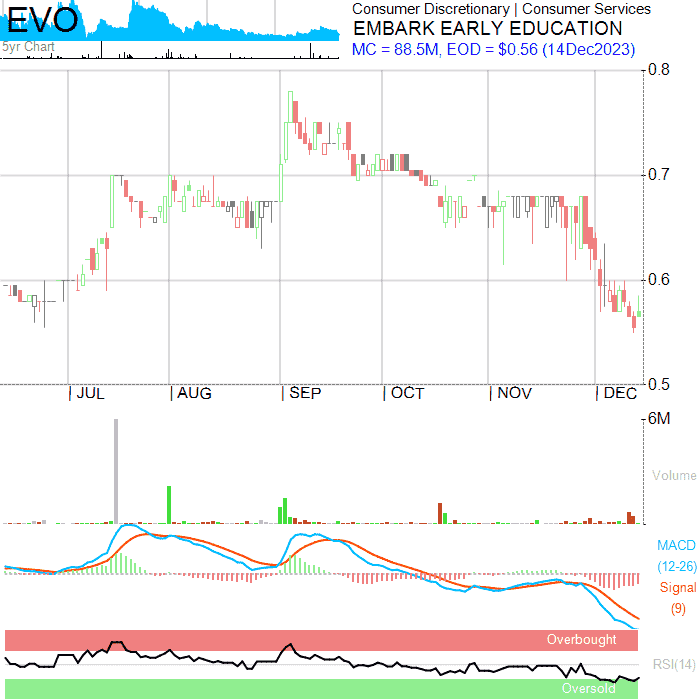 EVO
5yr Chart
Consumer Discretionary | Consumer Services
EMBARK EARLY EDUCATION
MC = 88.5M, EOD = $0.56 (14Dec2023)
0.8
0.7
0.6
0.5
| JUL | AUG | SEP | OCT | NOV | DEC
6M
Volume
MACD
(12-26)
Signal
(9)
Overbought
RSI(14)
Oversold